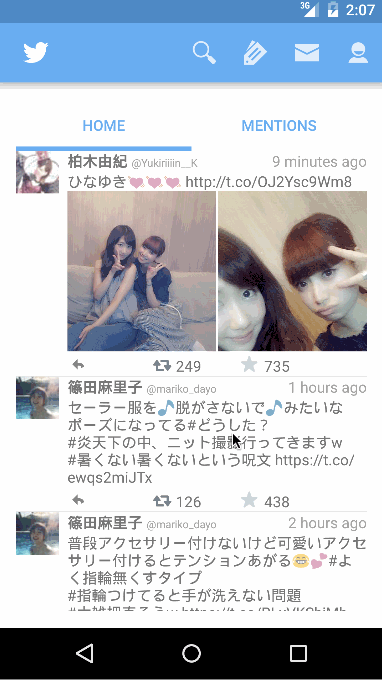 3G 2:07
HOME MENTIONS
柏木由紀 @Yukiriiiin__K 9 minutes ago
ひなゆき💓💓💓 http://t.co/OJ2Ysc9Wm8
249 735
篠田麻里子 @mariko_dayo 1 hours ago
セーラー服を🎵脱がさないで🎵みたいな
ポーズになってる#どうした？
#炎天下の中、ニット撮影行ってきますw
#暑くない暑くないという呪文 https://t.co/
ewqs2miJTx
126 438
篠田麻里子 @mariko_dayo 2 hours ago
普段アクセサリー付けないけど可愛いアクセ
サリー付けるとテンションあがる😁💕#よ
く指輪無くすタイプ
#指輪つけてると手が洗えない問題